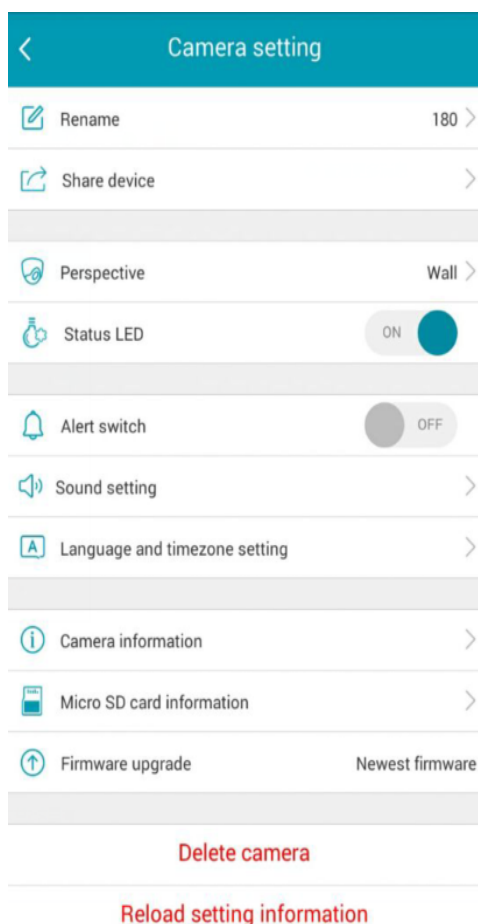 Camera setting
Rename 180
Share device
Perspective Wall
Status LED ON
Alert switch OFF
Sound setting
A Language and timezone setting
i Camera information
Micro SD card information
Firmware upgrade Newest firmware
Delete camera
Reload setting information